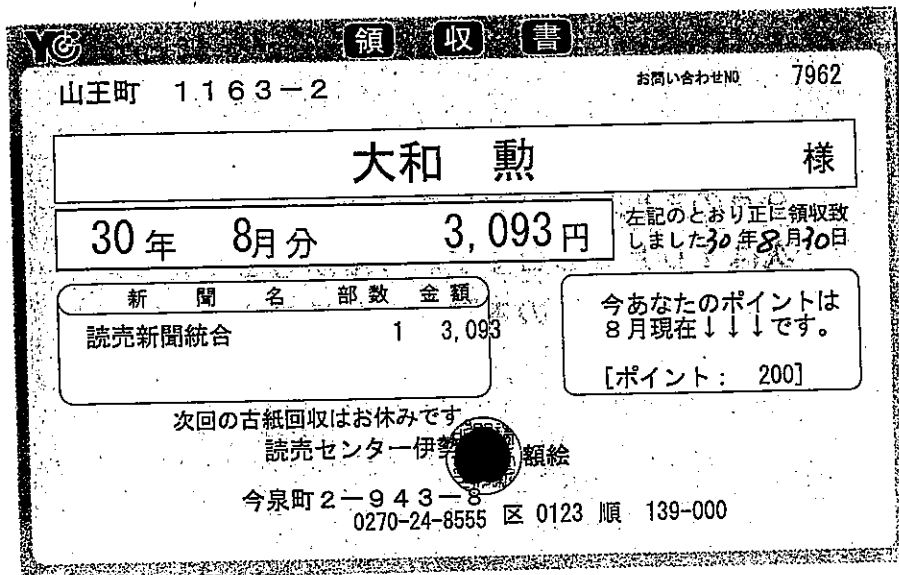 YC 領収書
山王町 1163-2 お問い合わせNO 7962
大和 勲 様
30年 8月分 3,093円
左記のとおり正に領収致
しました30年8月30日
新聞名 部数 金額
読売新聞統合 1 3,093
今あなたのポイントは
8月現在↓↓↓です。
[ポイント: 200]
次回の古紙回収はお休みです
読売センター伊勢 額絵
今泉町2-943-8
0270-24-8555 区 0123 順 139-000